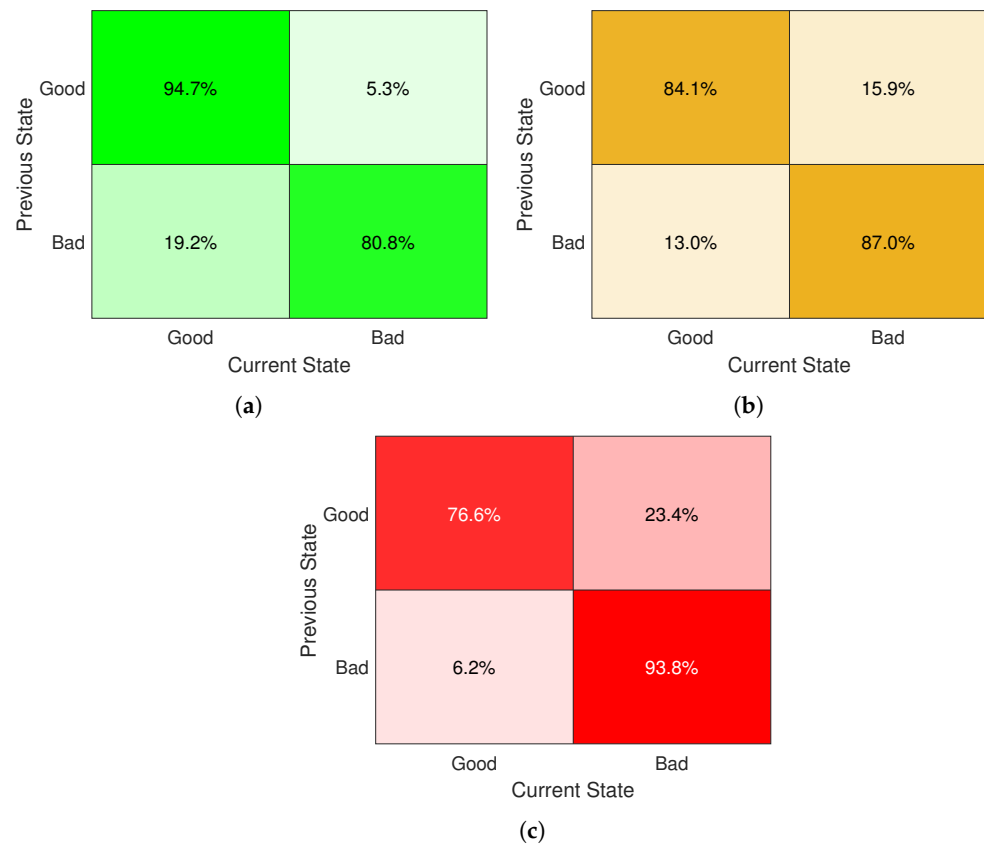 Previous State
Good
94.7%
5.3%
Bad
19.2%
80.8%
Good
Bad
Current State
(a)
Previous State
Good
84.1%
15.9%
Bad
13.0%
87.0%
Good
Bad
Current State
(b)
Previous State
Good
76.6%
23.4%
Bad
6.2%
93.8%
Good
Bad
Current State
(c)